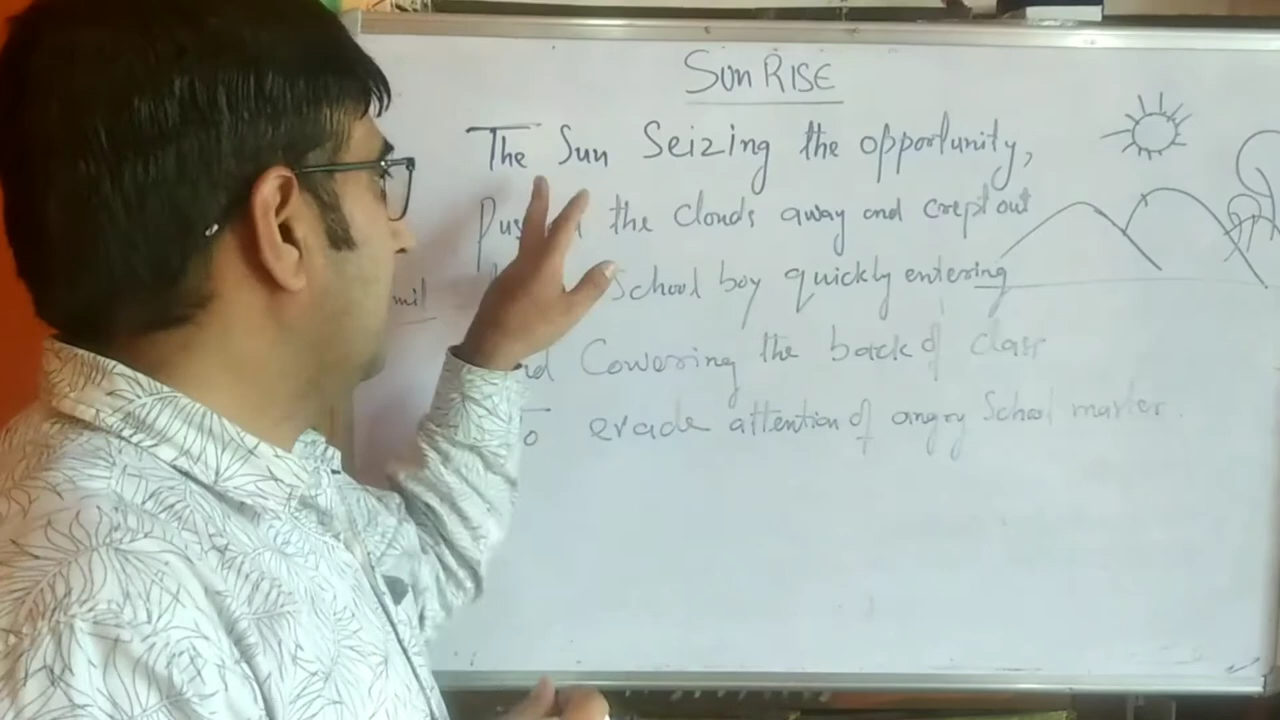 Sun RISE
The Sun Seizing the opportunity,
the clouds away and crept out
School boy quickly entering
Cowering the back of class
evade attention of angry School master.